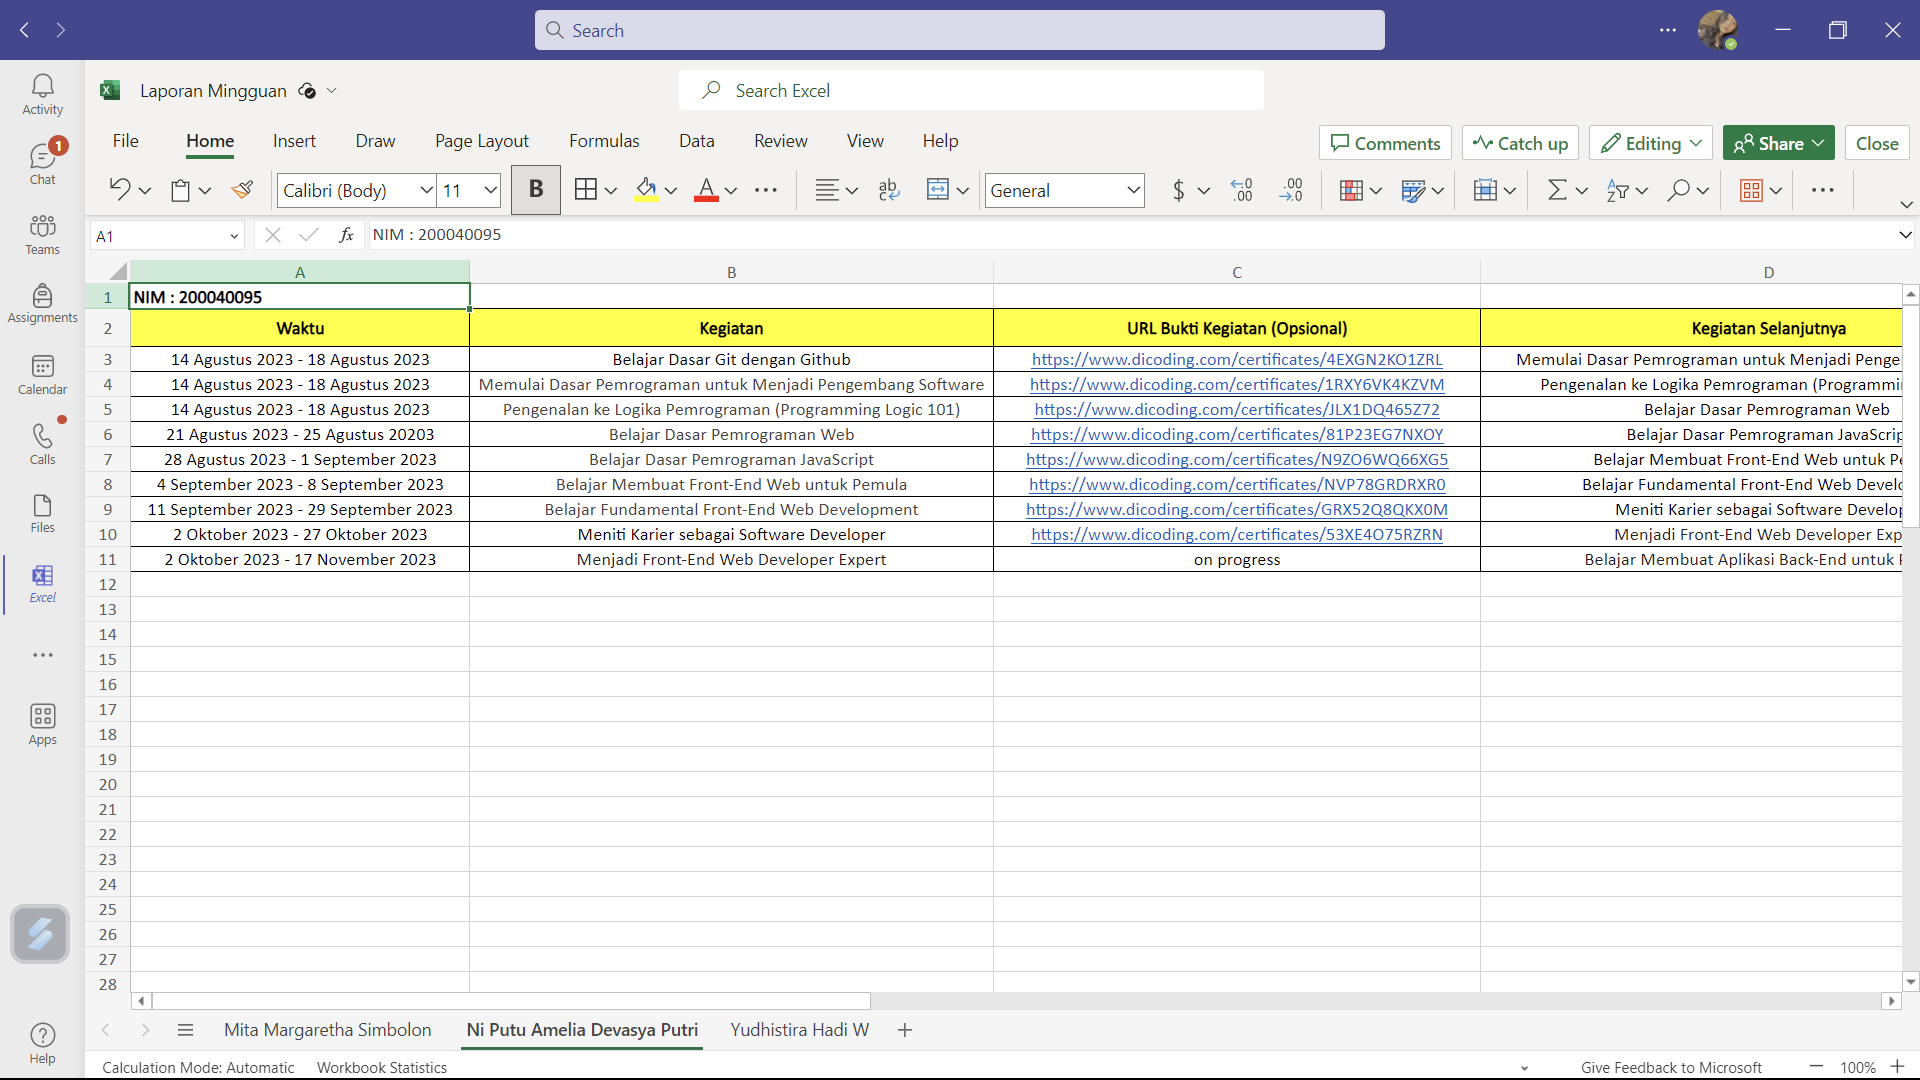 Search
Activity
1
Chat
Teams
Assignments
Calendar
Calls
Files
Excel
Apps
Help
Laporan Mingguan
Search Excel
File Home Insert Draw Page Layout Formulas Data Review View Help
Comments Catch up Editing Share Close
Calibri (Body) 11 B General
A1 fx NIM : 200040095
A B C D
1 NIM : 200040095
2 Waktu Kegiatan URL Bukti Kegiatan (Opsional) Kegiatan Selanjutnya
3 14 Agustus 2023 - 18 Agustus 2023 Belajar Dasar Git dengan Github https://www.dicoding.com/certificates/4EXGN2KO1ZRL Memulai Dasar Pemrograman untuk Menjadi Penge
4 14 Agustus 2023 - 18 Agustus 2023 Memulai Dasar Pemrograman untuk Menjadi Pengembang Software https://www.dicoding.com/certificates/1RXY6VK4KZVM Pengenalan ke Logika Pemrograman (Programmi
5 14 Agustus 2023 - 18 Agustus 2023 Pengenalan ke Logika Pemrograman (Programming Logic 101) https://www.dicoding.com/certificates/JLX1DQ465Z72 Belajar Dasar Pemrograman Web
6 21 Agustus 2023 - 25 Agustus 20203 Belajar Dasar Pemrograman Web https://www.dicoding.com/certificates/81P23EG7NXOY Belajar Dasar Pemrograman JavaScrip
7 28 Agustus 2023 - 1 September 2023 Belajar Dasar Pemrograman JavaScript https://www.dicoding.com/certificates/N9ZO6WQ66XG5 Belajar Membuat Front-End Web untuk Pe
8 4 September 2023 - 8 September 2023 Belajar Membuat Front-End Web untuk Pemula https://www.dicoding.com/certificates/NVP78GRDRXR0 Belajar Fundamental Front-End Web Develo
9 11 September 2023 - 29 September 2023 Belajar Fundamental Front-End Web Development https://www.dicoding.com/certificates/GRX52Q8QKX0M Meniti Karier sebagai Software Develop
10 2 Oktober 2023 - 27 Oktober 2023 Meniti Karier sebagai Software Developer https://www.dicoding.com/certificates/53XE4O75RZRN Menjadi Front-End Web Developer Exp
11 2 Oktober 2023 - 17 November 2023 Menjadi Front-End Web Developer Expert on progress Belajar Membuat Aplikasi Back-End untuk P
12
13
14
15
16
17
18
19
20
21
22
23
24
25
26
27
28
Mita Margaretha Simbolon Ni Putu Amelia Devasya Putri Yudhistira Hadi W
Calculation Mode: Automatic Workbook Statistics Give Feedback to Microsoft 100%